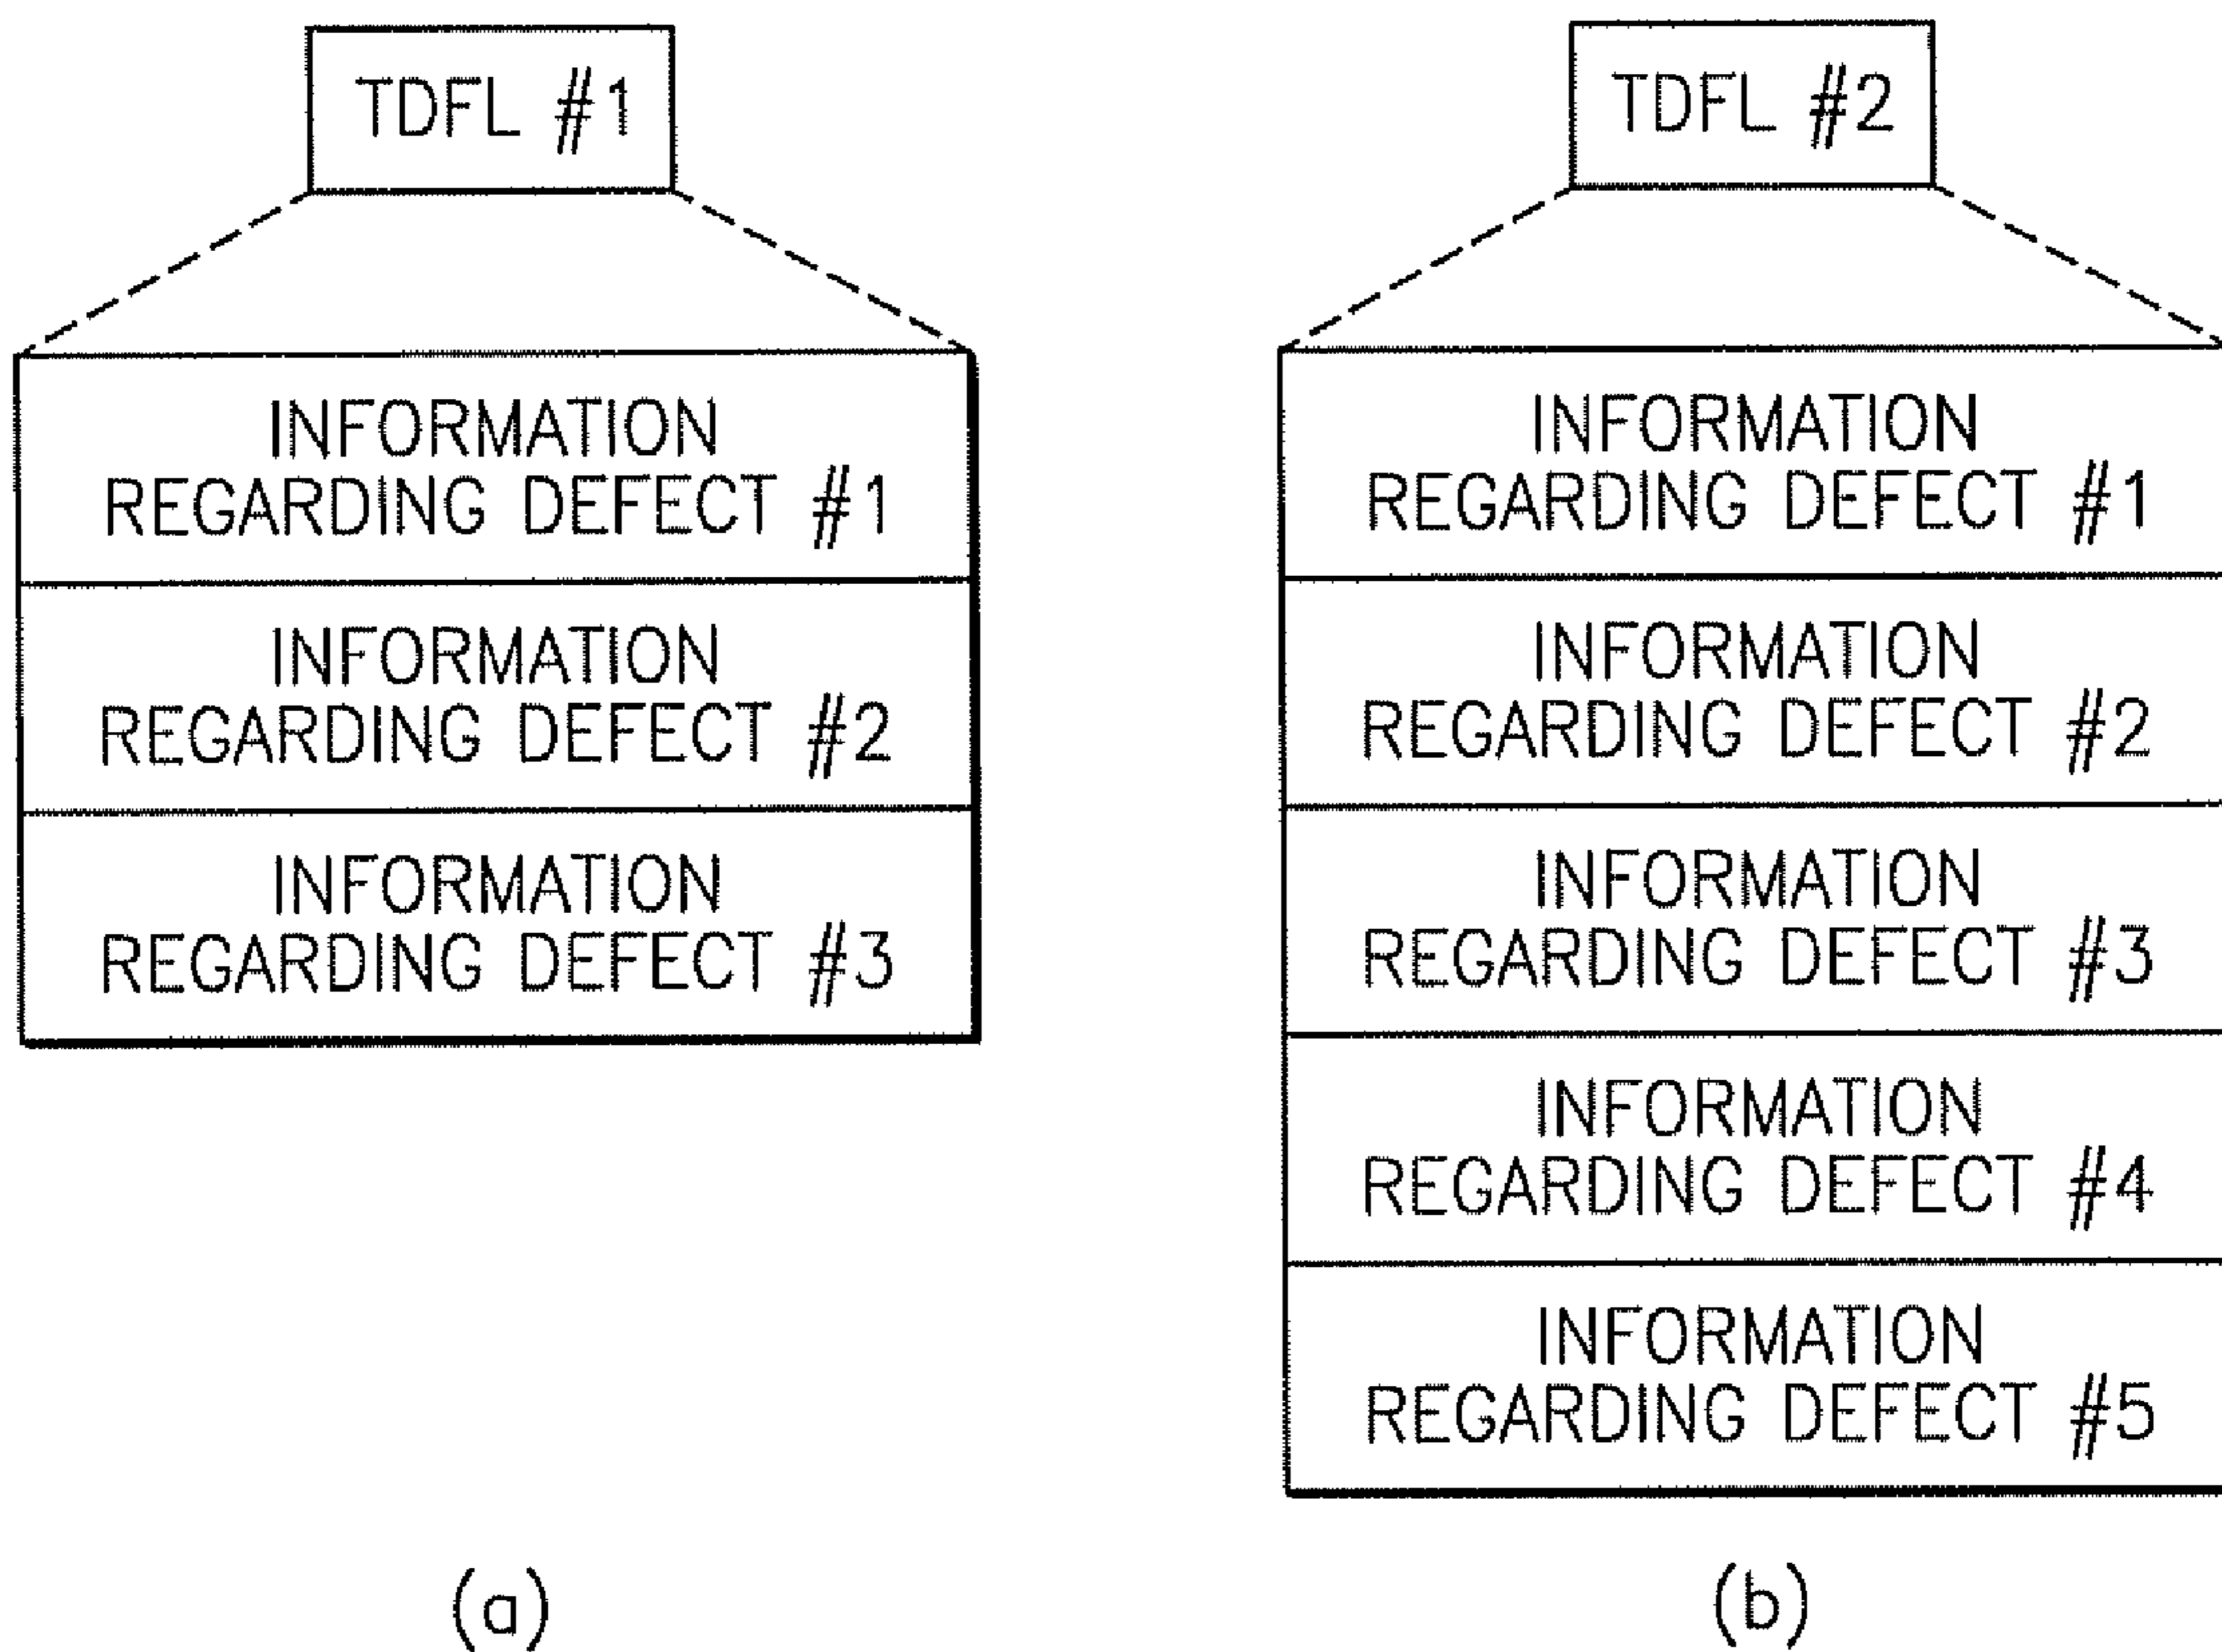 TDFL #1
INFORMATION
REGARDING DEFECT #1
INFORMATION
REGARDING DEFECT #2
INFORMATION
REGARDING DEFECT #3
(a)
TDFL #2
INFORMATION
REGARDING DEFECT #1
INFORMATION
REGARDING DEFECT #2
INFORMATION
REGARDING DEFECT #3
INFORMATION
REGARDING DEFECT #4
INFORMATION
REGARDING DEFECT #5
(b)